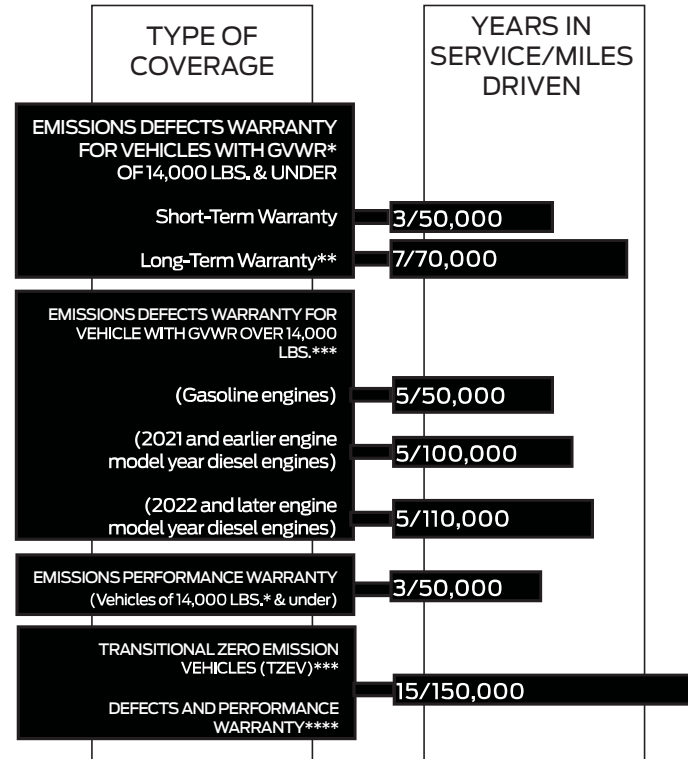 TYPE OF
COVERAGE
YEARS IN
SERVICE/MILES
DRIVEN
EMISSIONS DEFECTS WARRANTY
FOR VEHICLES WITH GVWR*
OF 14,000 LBS. & UNDER
Short-Term Warranty
3/50,000
Long-Term Warranty**
7/70,000
EMISSIONS DEFECTS WARRANTY FOR
VEHICLE WITH GVWR OVER 14,000
LBS.***
(Gasoline engines)
5/50,000
(2021 and earlier engine
model year diesel engines)
5/100,000
(2022 and later engine
model year diesel engines)
5/110,000
EMISSIONS PERFORMANCE WARRANTY
(Vehicles of 14,000 LBS.* & under)
3/50,000
TRANSITIONAL ZERO EMISSION
VEHICLES (TZEV)***
15/150,000
DEFECTS AND PERFORMANCE
WARRANTY****